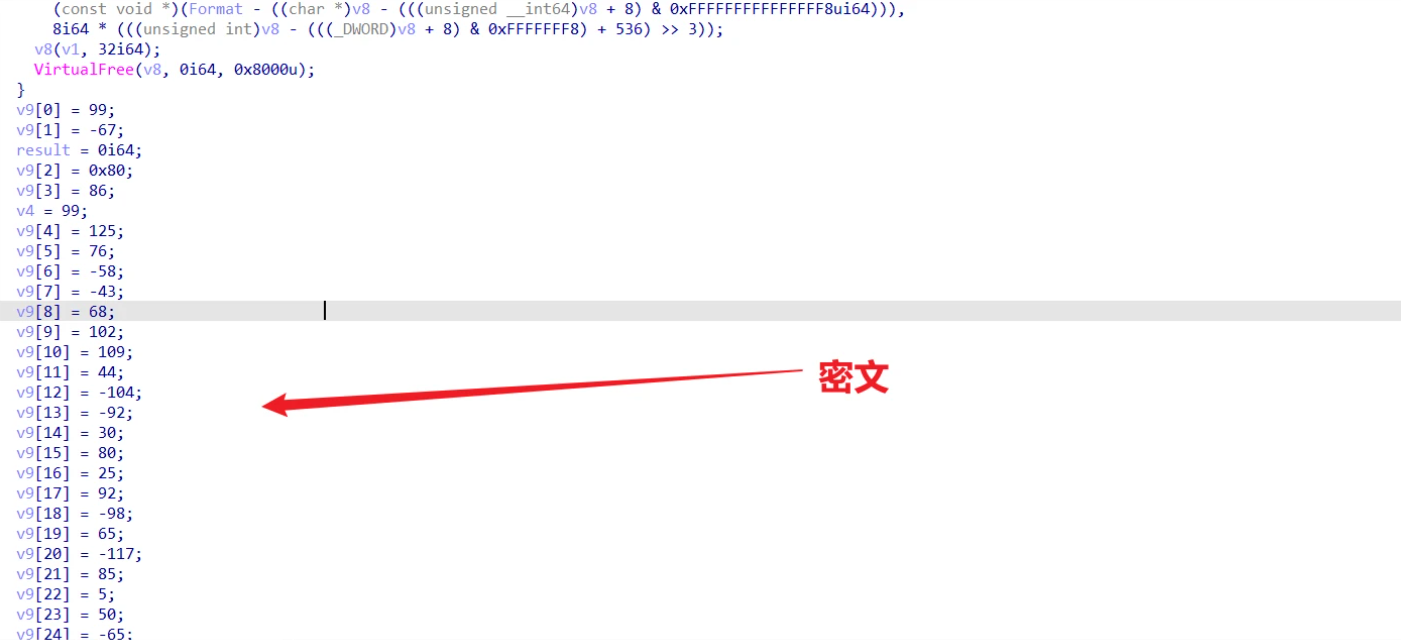 (const void *)(Format - ((char *)v8 - (((unsigned __int64)v8 + 8) & 0xFFFFFFFFFFFFFFF8ui64))),
8i64 * (((unsigned int)v8 - (((_DWORD)v8 + 8) & 0xFFFFFFF8) + 536) >> 3));
v8(v1, 32i64);
VirtualFree(v8, 0i64, 0x8000u);
}
v9[0] = 99;
v9[1] = -67;
result = 0i64;
v9[2] = 0x80;
v9[3] = 86;
v4 = 99;
v9[4] = 125;
v9[5] = 76;
v9[6] = -58;
v9[7] = -43;
v9[8] = 68;
v9[9] = 102;
v9[10] = 109;
v9[11] = 44;
密文
v9[12] = -104;
v9[13] = -92;
v9[14] = 30;
v9[15] = 80;
v9[16] = 25;
v9[17] = 92;
v9[18] = -98;
v9[19] = 65;
v9[20] = -117;
v9[21] = 85;
v9[22] = 5;
v9[23] = 50;
v9[24] = -65;